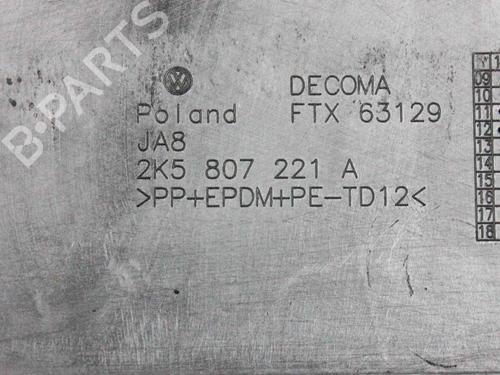 B-PARTS
DECOMA
Poland FTX 63129
JA8
2K5 807 221 A
>PP+EPDM+PE-TD12<
09
10
11
12
13
14
15
16
17
18